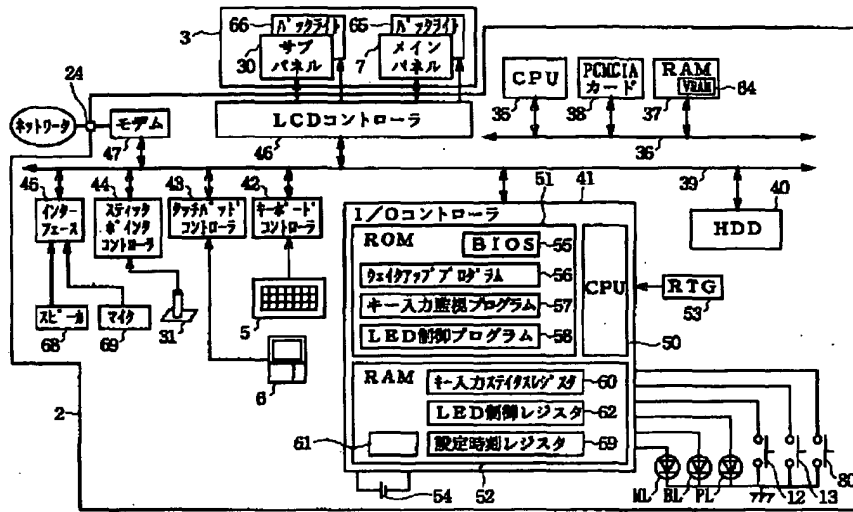 66
ﾊﾞｯｸﾗｲﾄ
65
ﾊﾞｯｸﾗｲﾄ
3
30
サブ
パネル
7
メイン
パネル
24
ネットワーク
モデム
47
LCDコントローラ
46
CPU
35
PCMCIA
カード
38
RAM
VRAM
37
64
36
45
44
43
42
51
41
39
40
インター
フェース
スティック
ポインタ
コントローラ
タッチパッド
コントローラ
キーボード
コントローラ
I/Oコントローラ
HDD
ROM
BIOS
55
ウェイクアッププログラム
56
キー入力監視プログラム
57
LED制御プログラム
58
CPU
50
RTC
53
スピーカ
68
マイク
69
31
5
6
RAM
キー入力ステイタスレジスタ
60
LED制御レジスタ
62
61
設定時刻レジスタ
59
2
54
52
ML
BL
PL
12
13
80